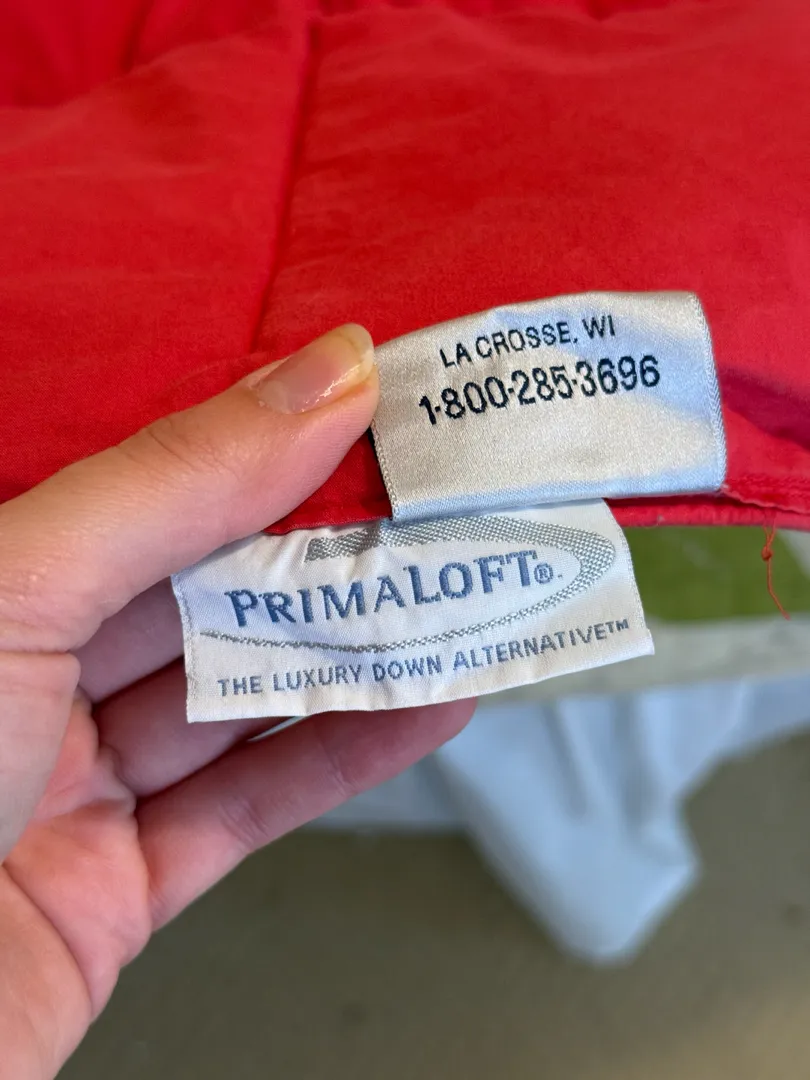 LA CROSSE, WI
1-800-285-3696
PRIMALOFT®.
THE LUXURY DOWN ALTERNATIVE™